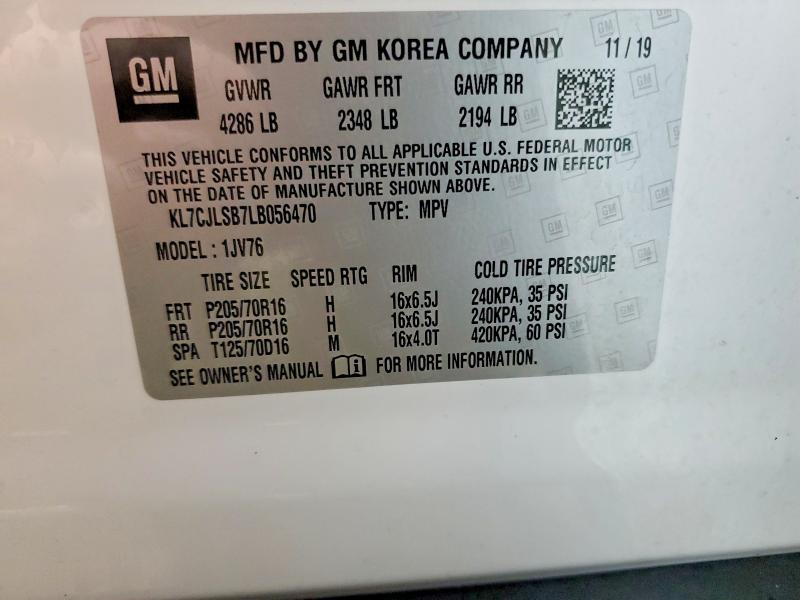 GM MFD BY GM KOREA COMPANY 11 / 19
GVWR GAWR FRT GAWR RR
4286 LB 2348 LB 2194 LB
THIS VEHICLE CONFORMS TO ALL APPLICABLE U.S. FEDERAL MOTOR
VEHICLE SAFETY AND THEFT PREVENTION STANDARDS IN EFFECT
ON THE DATE OF MANUFACTURE SHOWN ABOVE.
KL7CJLSB7LB056470 TYPE: MPV
MODEL : 1JV76
TIRE SIZE SPEED RTG RIM COLD TIRE PRESSURE
FRT P205/70R16 H 16x6.5J 240KPA, 35 PSI
RR P205/70R16 H 16x6.5J 240KPA, 35 PSI
SPA T125/70D16 M 16x4.0T 420KPA, 60 PSI
SEE OWNER'S MANUAL FOR MORE INFORMATION.